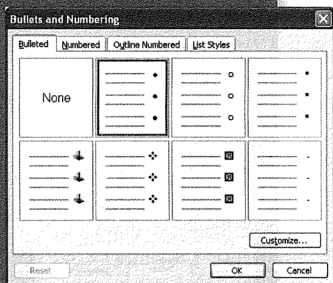 Bullets and Numbering
Bulleted Numbered Outline Numbered List Styles
None
Customize...
Reset OK Cancel